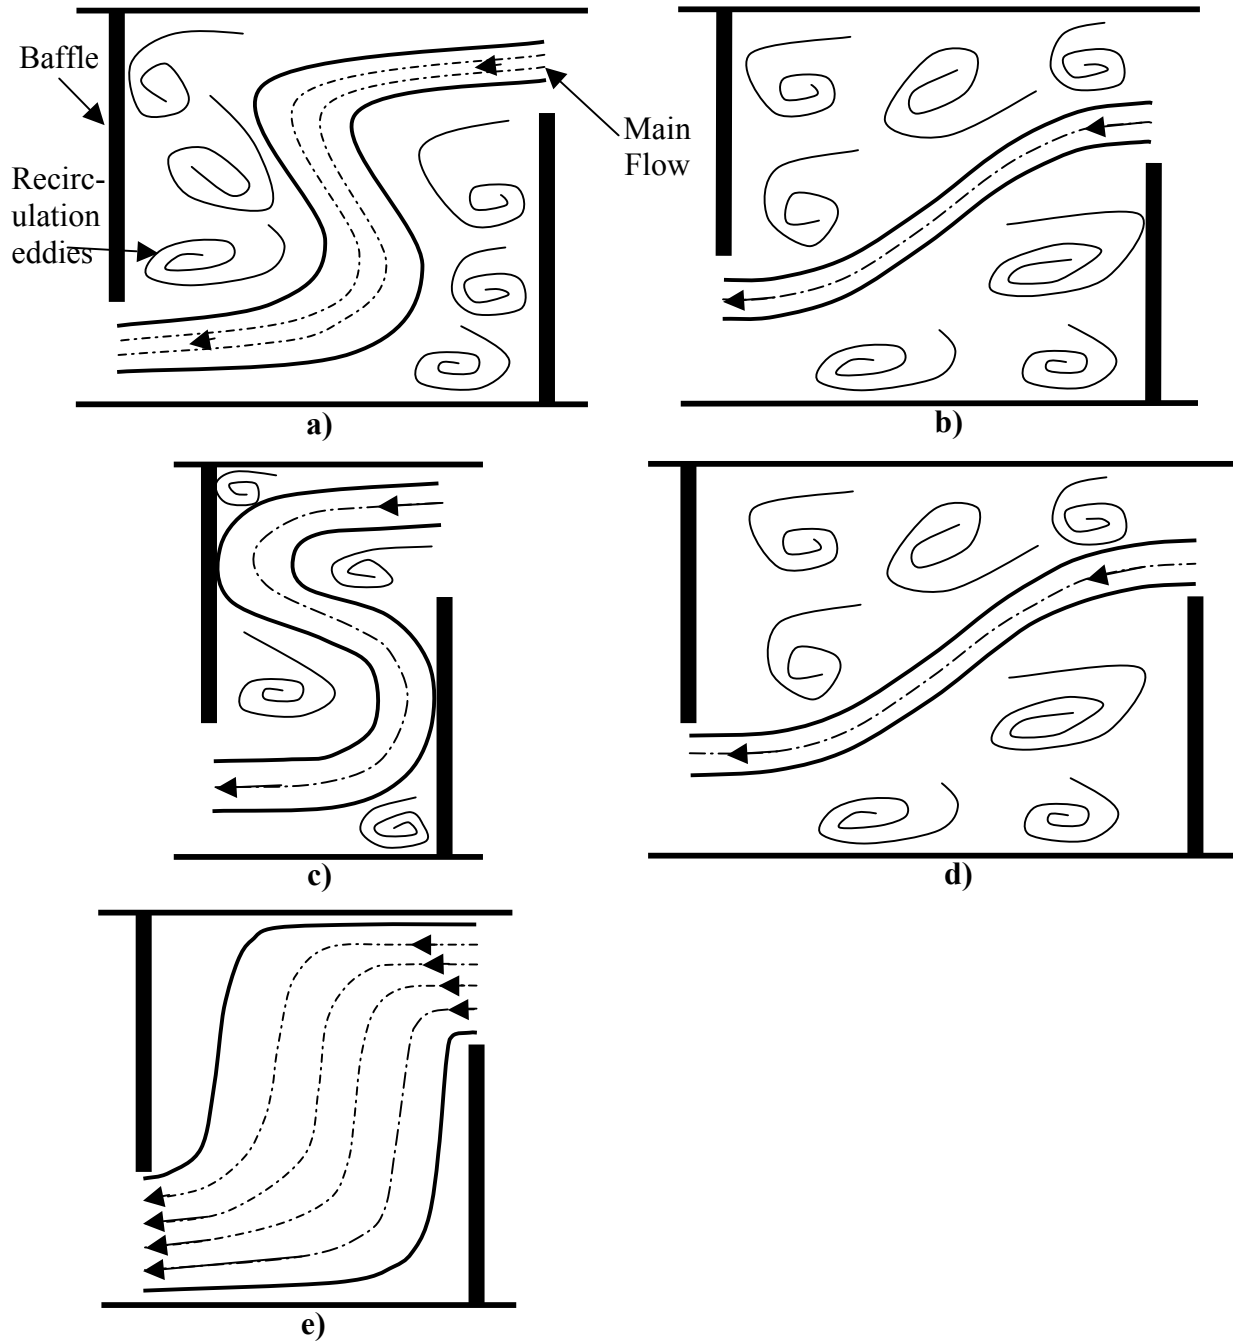 Baffle
Main
Flow
Recirc-
ulation
eddies
a)
b)
c)
d)
e)